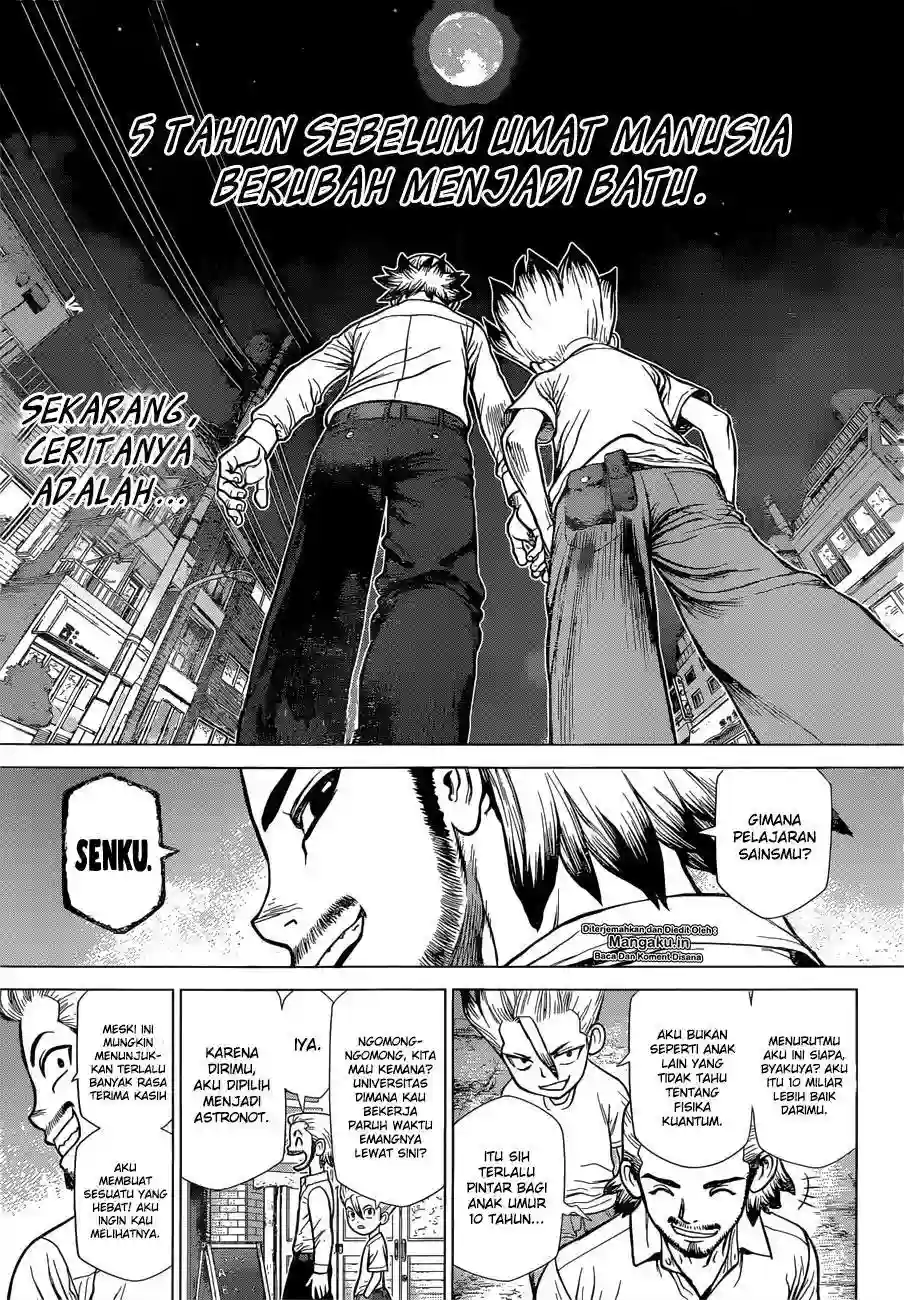 5 TAHUN SEBELUM UMAT MANUSIA
BERUBAH MENJADI BATU.
SEKARANG,
CERITANYA
ADALAH...
GIMANA
PELAJARAN
SAINSMU?
SENKU.
Diterjemahkan dan Diedit Oleh:
Mangaku.in
Baca Dan Koment Disana
MENURUTMU
AKU INI SIAPA,
BYAKUYA? AKU
ITU 10 MILIAR
LEBIH BAIK
DARIMU.
AKU BUKAN
SEPERTI ANAK
LAIN YANG
TIDAK TAHU
TENTANG
FISIKA
KUANTUM.
ITU SIH
TERLALU
PINTAR BAGI
ANAK UMUR
10 TAHUN...
NGOMONG-
NGOMONG, KITA
MAU KEMANA?
UNIVERSITAS
DIMANA KAU
BEKERJA
PARUH WAKTU
EMANGNYA
LEWAT SINI?
IYA.
KARENA
DIRIMU,
AKU DIPILIH
MENJADI
ASTRONOT.
MESKI INI
MUNGKIN
MENUNJUK-
KAN TERLALU
BANYAK RASA
TERIMA KASIH
AKU
MEMBUAT
SESUATU YANG
HEBAT! AKU
INGIN KAU
MELIHATNYA.